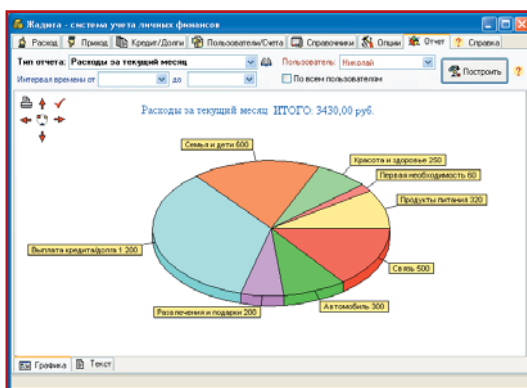 Жадюга - система учета личных финансов
Расход Приход Кредит/Долги Пользователи/Счета Справочники Опции Отчет Справка
Тип отчета: Расходы за текущий месяц Пользователь: Николай
Интервал времени от до По всем пользователям Построить
Расходы за текущий месяц ИТОГО: 3430,00 руб.
Семья и дети 600
Красота и здоровье 250
Первая необходимость 60
Продукты питания 320
Выплата кредита/долга 1 200
Связь 500
Развлечения и подарки 200
Автомобиль 300
Графика Текст